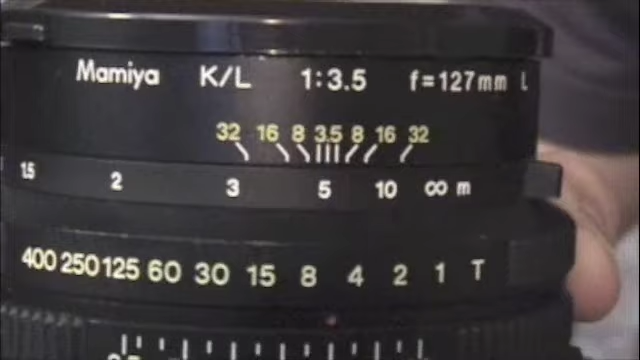 Mamiya K/L 1:3.5 f=127mm L
32 16 8 3.5 8 16 32
1.5 2 3 5 10 ∞ m
400 250 125 60 30 15 8 4 2 1 T